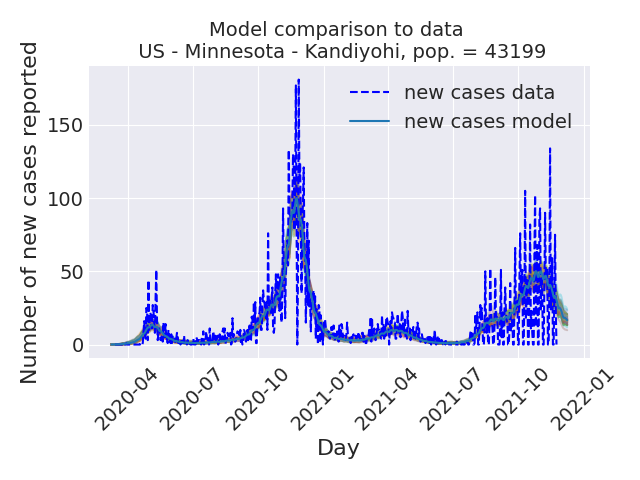 Model comparison to data
US - Minnesota - Kandiyohi, pop. = 43199
Number of new cases reported
new cases data
new cases model
150
100
50
0
2020-04
2020-07
2020-10
2021-01
2021-04
2021-07
2021-10
2022-01
Day